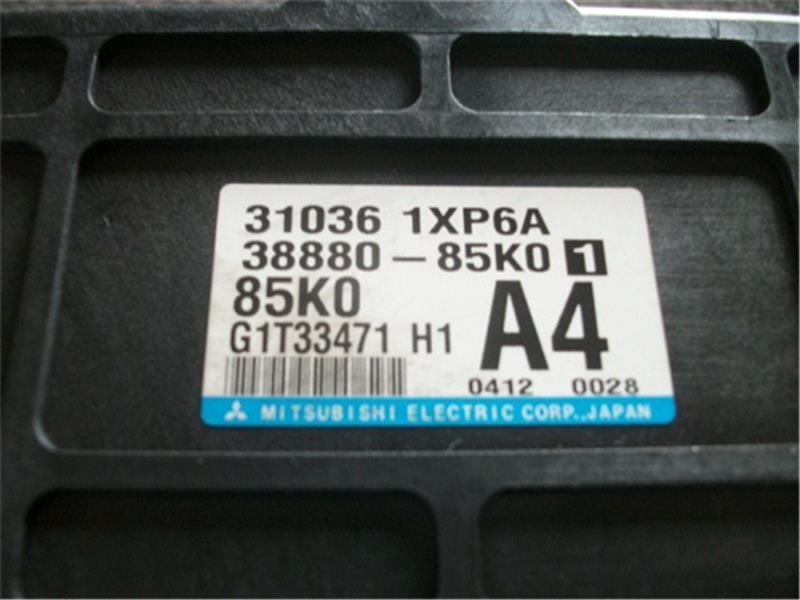 31036 1XP6A
38880-85K0 1
85K0
G1T33471 H1
A4
0412 0028
MITSUBISHI ELECTRIC CORP.,JAPAN